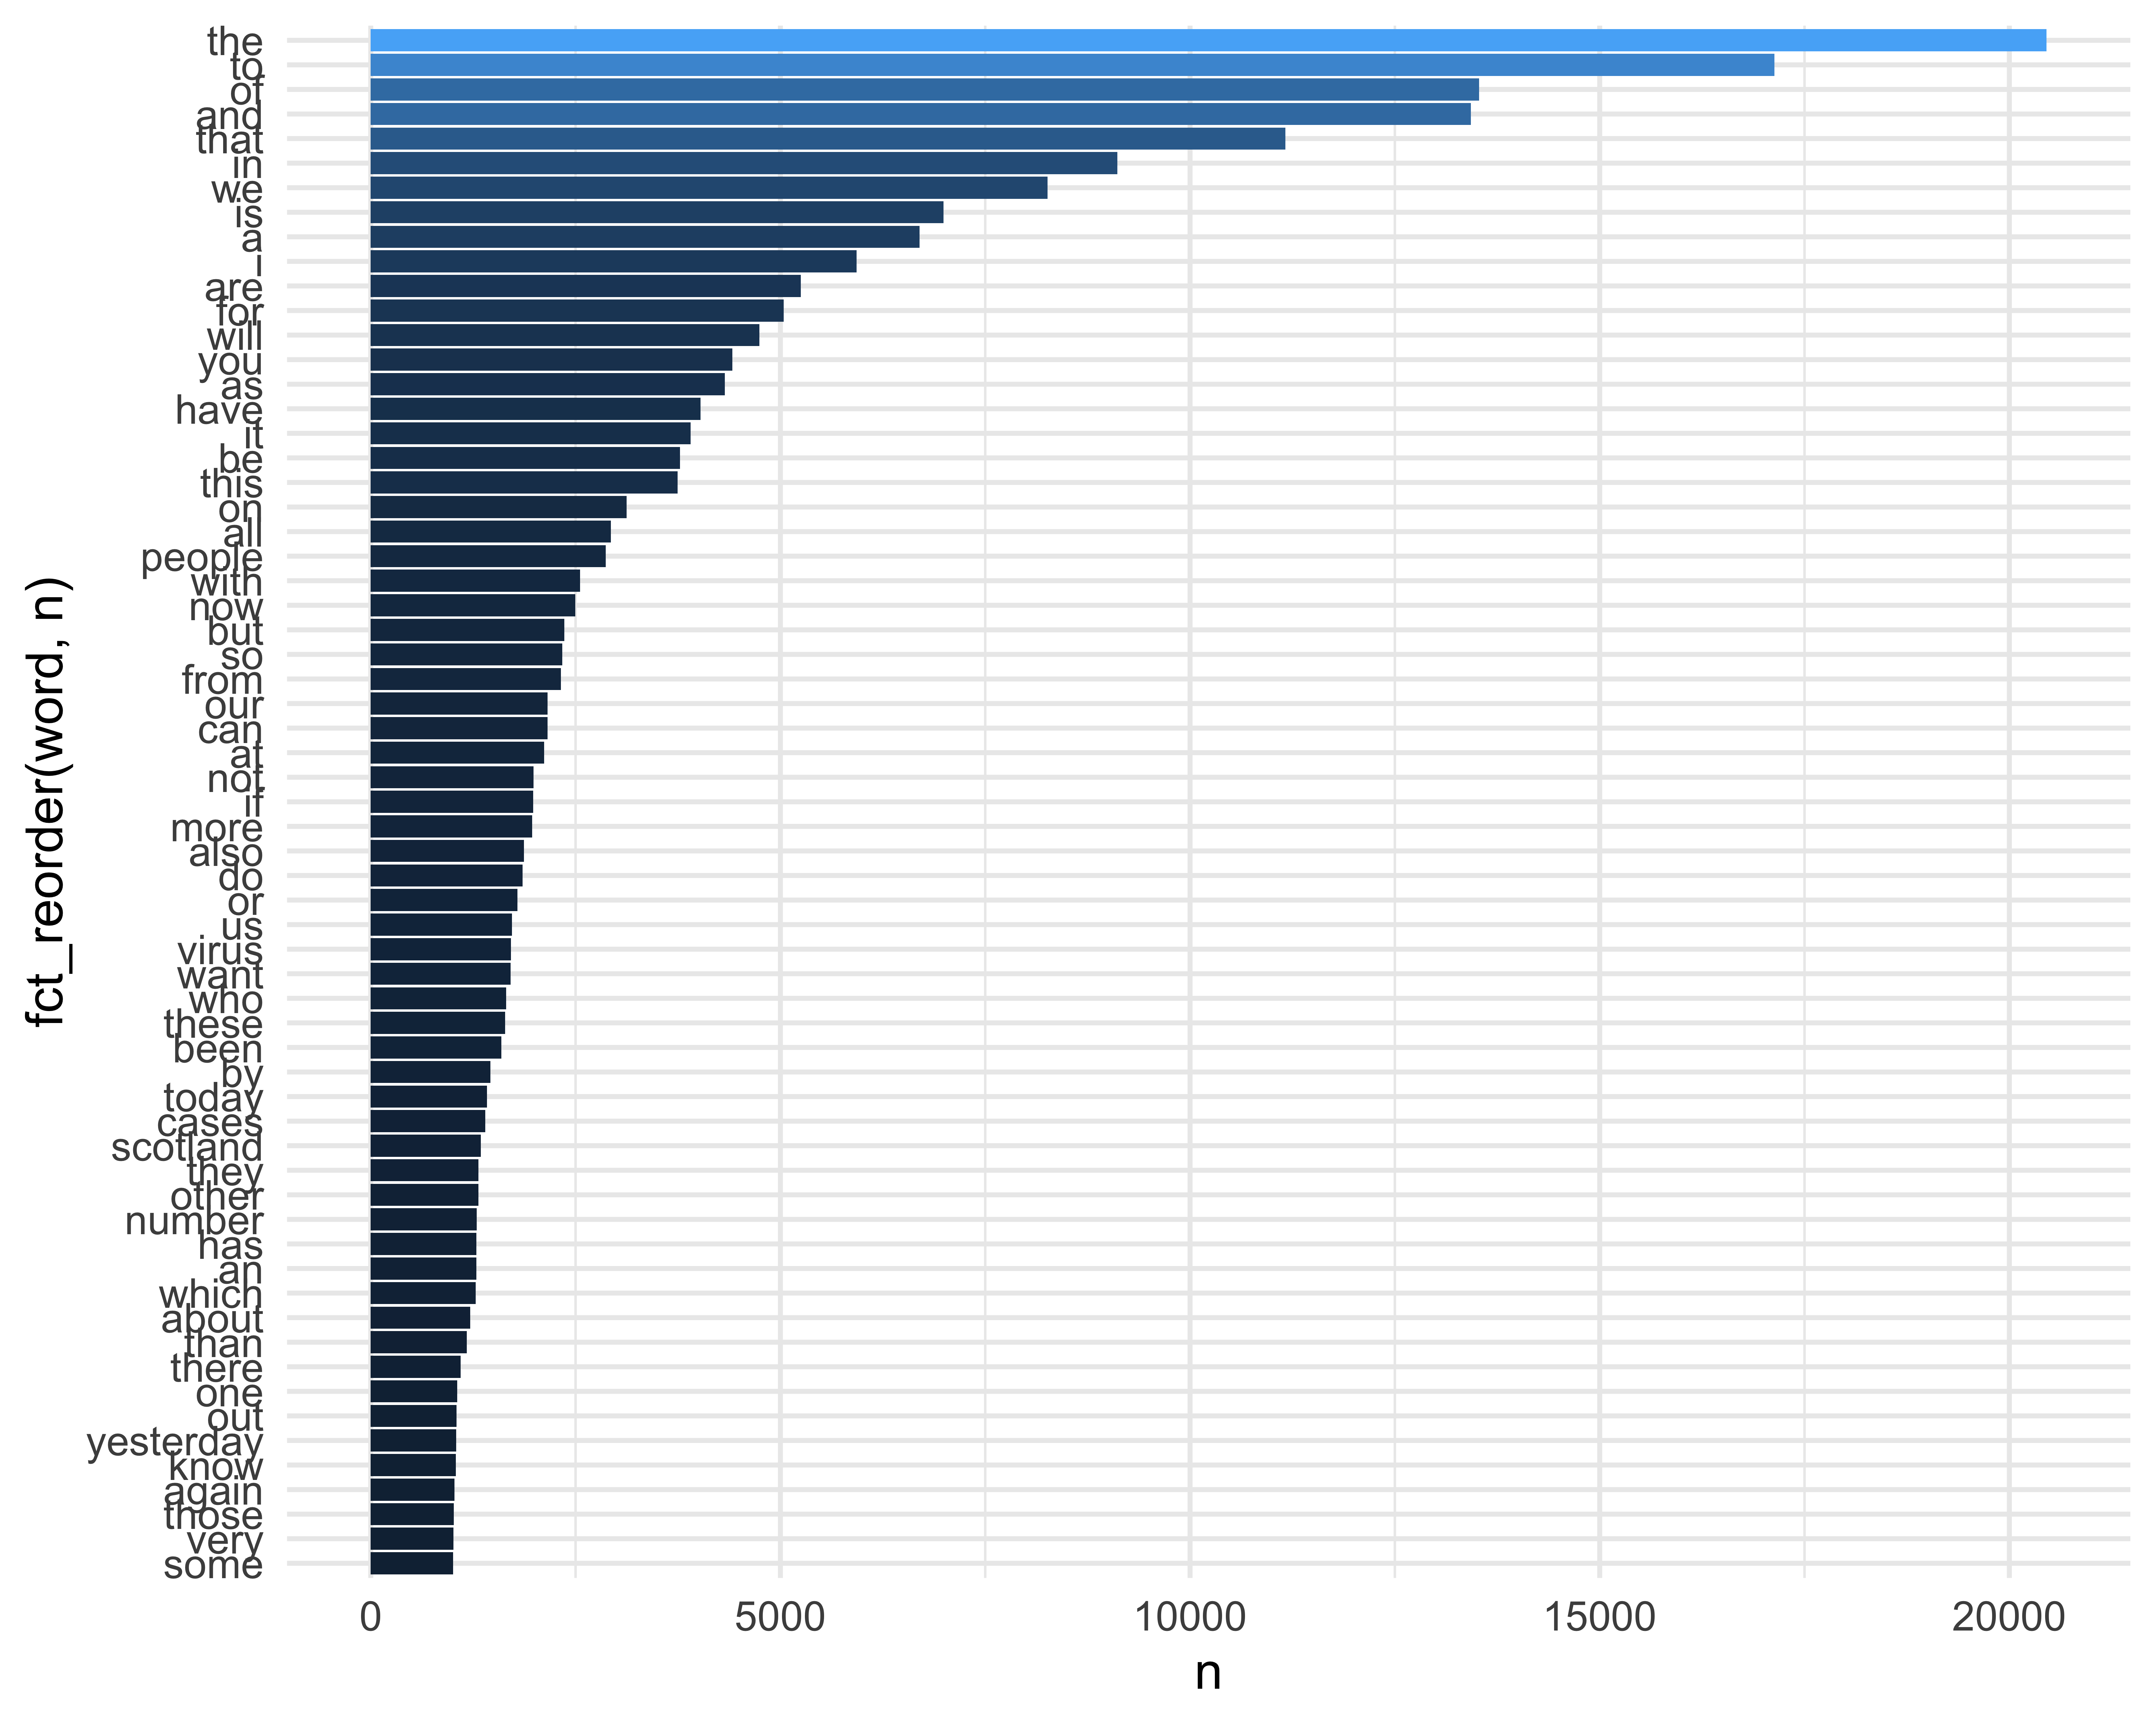 the
to
of
and
that
in
we
is
a
i
are
for
will
you
as
have
it
be
this
on
all
people
with
now
but
so
from
our
can
at
not
if
more
also
do
or
us
virus
want
who
these
been
by
today
cases
scotland
they
other
number
has
an
which
about
than
there
one
out
yesterday
know
again
those
very
some
fct_reorder(word, n)
0 5000 10000 15000 20000
n